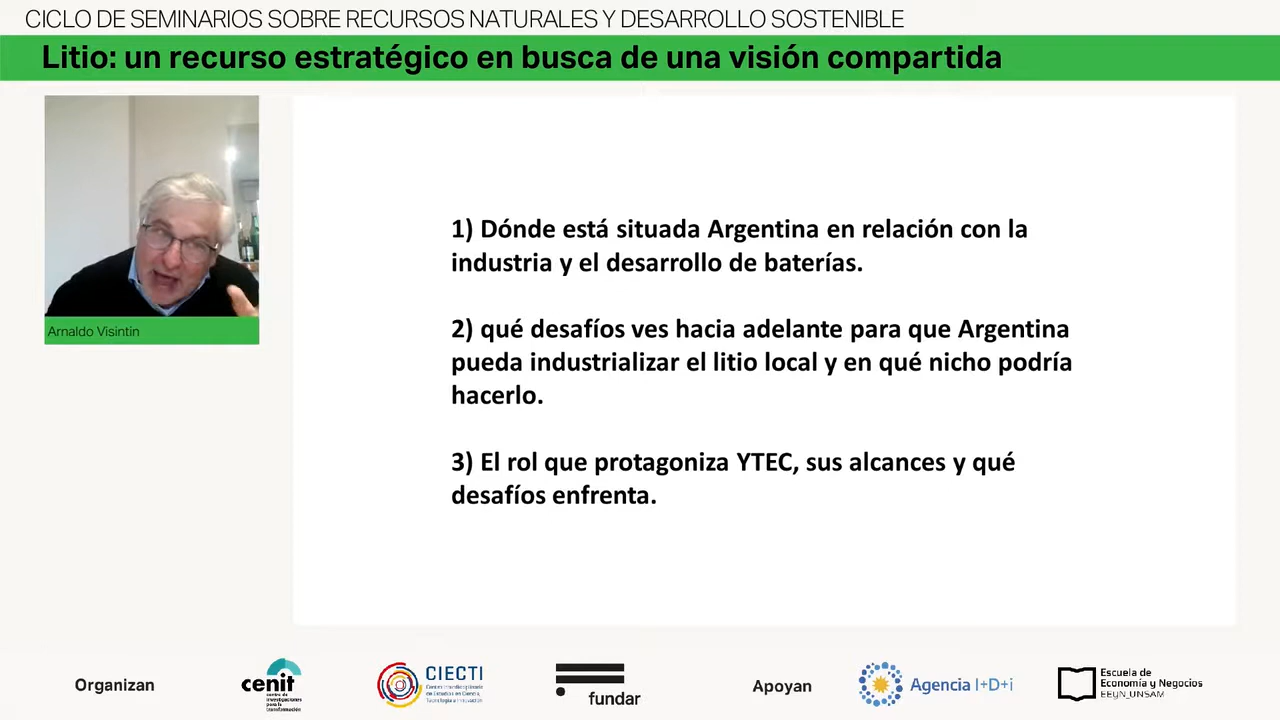 CICLO DE SEMINARIOS SOBRE RECURSOS NATURALES Y DESARROLLO SOSTENIBLE
Litio: un recurso estratégico en busca de una visión compartida
Arnaldo Visintin
1) Dónde está situada Argentina en relación con la
industria y el desarrollo de baterías.
2) qué desafíos ves hacia adelante para que Argentina
pueda industrializar el litio local y en qué nicho podría
hacerlo.
3) El rol que protagoniza YTEC, sus alcances y qué
desafíos enfrenta.
Organizan
cenit
centro de
investigaciones
para la
transformación
CIECTI
Centro Interdisciplinario
de Estudios en Ciencia,
Tecnología e Innovación
fundar
Apoyan
Agencia I+D+i
Escuela de
Economía y Negocios
EEyN_UNSAM